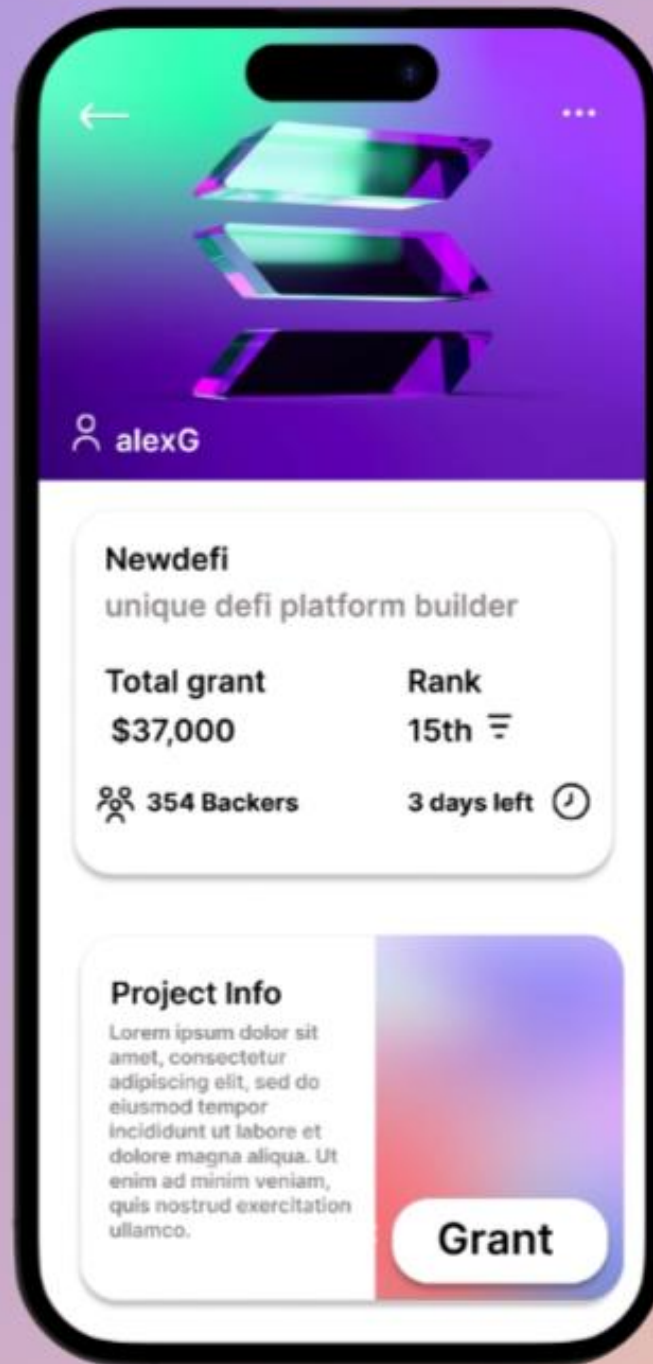 alexG
Newdefi
unique defi platform builder
Total grant
Rank
$37,000
15th
354 Backers
3 days left
Project Info
Lorem ipsum dolor sit
amet, consectetur
adipiscing elit, sed do
eiusmod tempor
incididunt ut labore et
dolore magna aliqua. Ut
enim ad minim veniam,
quis nostrud exercitation
ullamco.
Grant